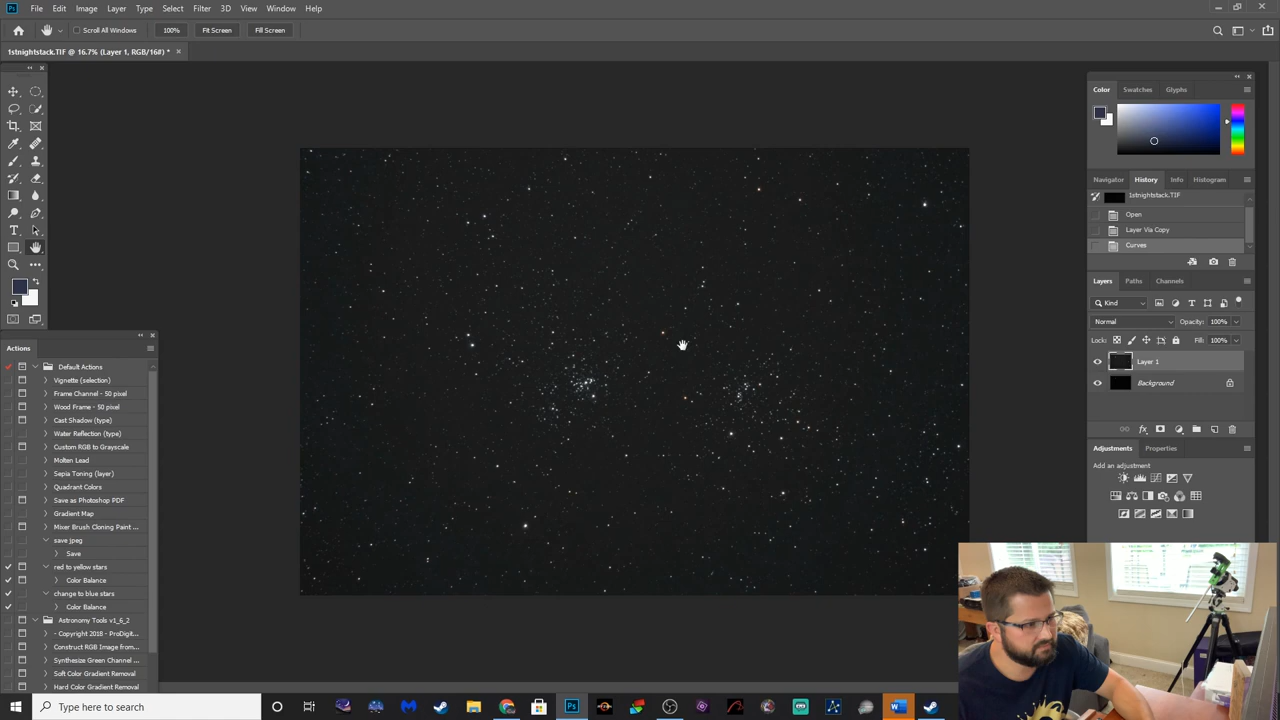 Ps File Edit Image Layer Type Select Filter 3D View Window Help
Scroll All Windows 100% Fit Screen Fill Screen
1stnightstack.TIF @ 16.7% (Layer 1, RGB/16#) *
Actions
Default Actions
Vignette (selection)
Frame Channel - 50 pixel
Wood Frame - 50 pixel
Cast Shadow (type)
Water Reflection (type)
Custom RGB to Grayscale
Molten Lead
Sepia Toning (layer)
Quadrant Colors
Save as Photoshop PDF
Gradient Map
Mixer Brush Cloning Paint ...
save jpeg
Save
red to yellow stars
Color Balance
change to blue stars
Color Balance
Astronomy Tools v1_6_2
- Copyright 2018 - ProDigit...
Construct RGB Image from...
Synthesize Green Channel ...
Soft Color Gradient Removal
Hard Color Gradient Removal
Color Swatches Glyphs
Navigator History Info Histogram
1stnightstack.TIF
Open
Layer Via Copy
Curves
Layers Paths Channels
Kind
Normal Opacity: 100%
Lock: Fill: 100%
Layer 1
Background
Adjustments Properties
Add an adjustment
Type here to search
Ps